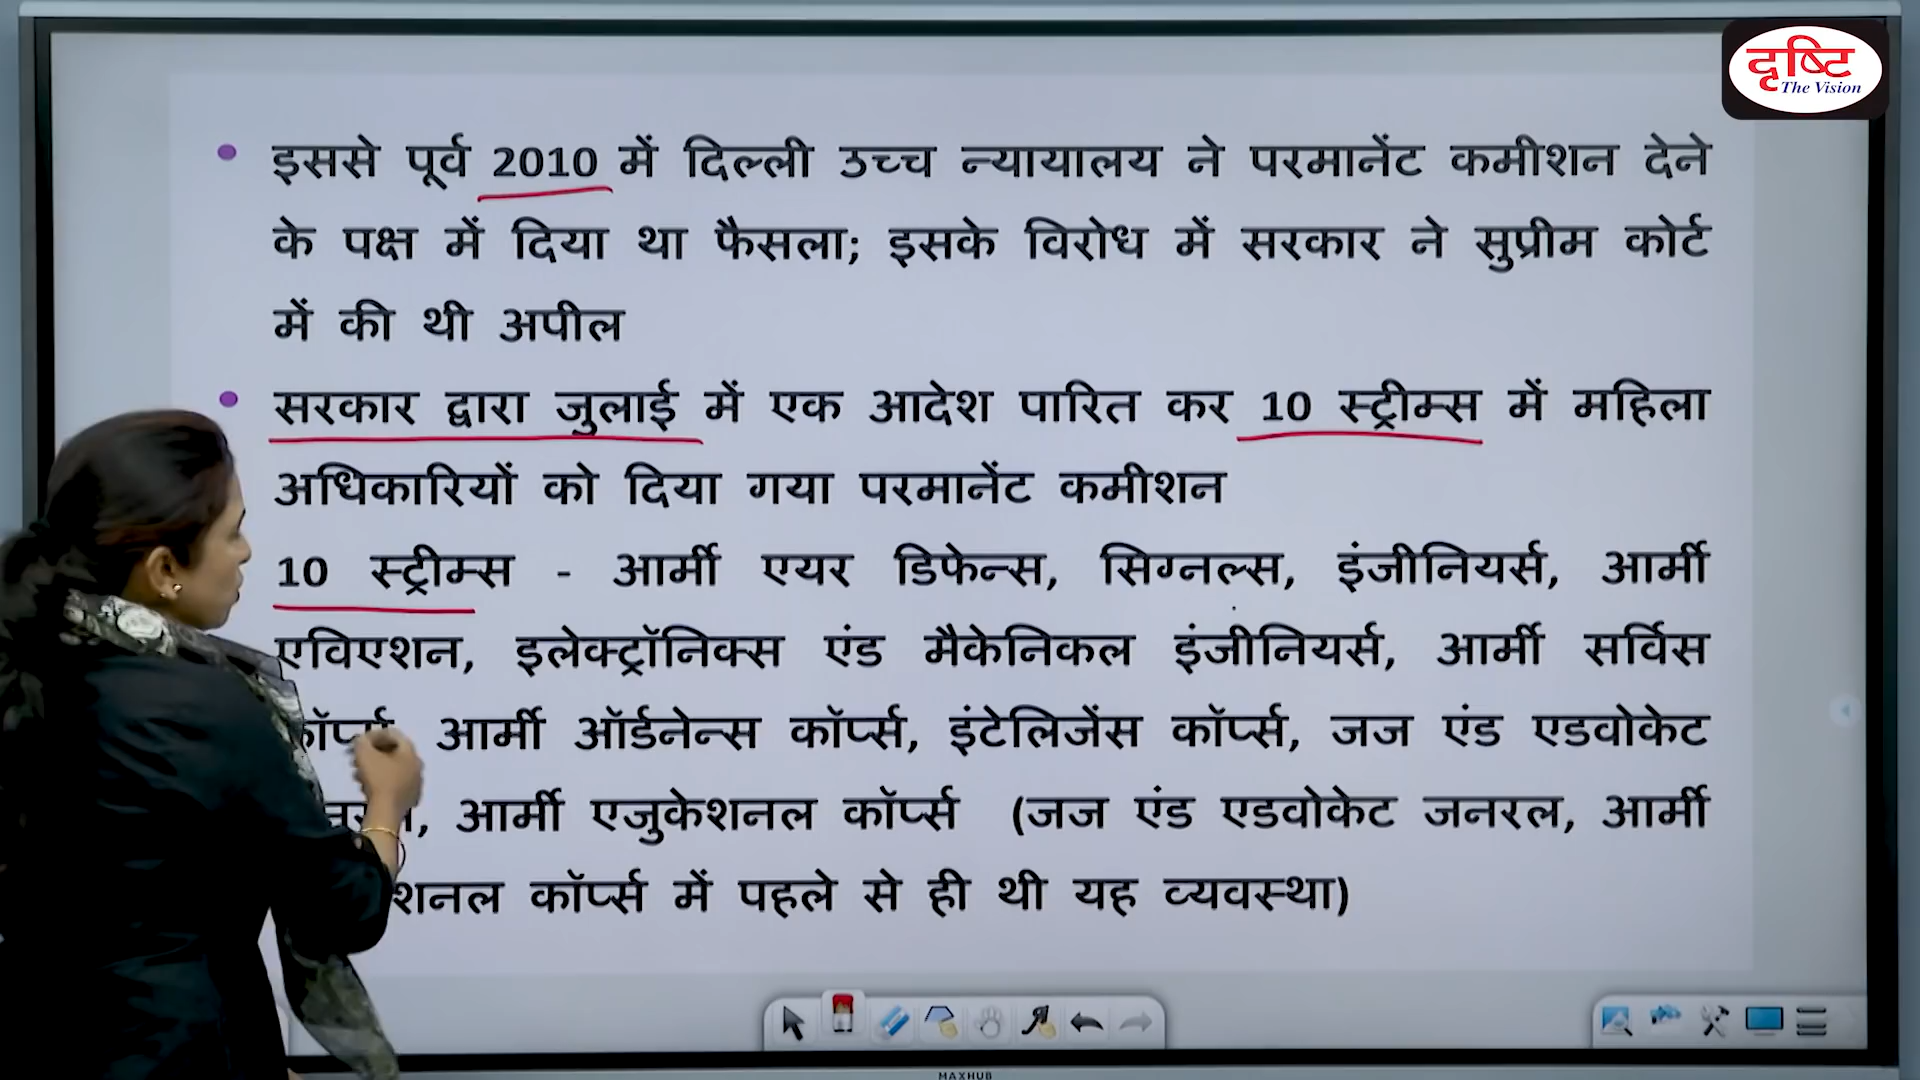 दृष्टि
The Vision
इससे पूर्व 2010 में दिल्ली उच्च न्यायालय ने परमानेंट कमीशन देने
के पक्ष में दिया था फैसला; इसके विरोध में सरकार ने सुप्रीम कोर्ट
में की थी अपील
सरकार द्वारा जुलाई में एक आदेश पारित कर 10 स्ट्रीम्स में महिला
अधिकारियों को दिया गया परमानेंट कमीशन
10 स्ट्रीम्स - आर्मी एयर डिफेन्स, सिग्नल्स, इंजीनियर्स, आर्मी
एविएशन, इलेक्ट्रॉनिक्स एंड मैकेनिकल इंजीनियर्स, आर्मी सर्विस
आर्मी ऑर्डनेन्स कॉर्प्स, इंटेलिजेंस कॉर्प्स, जज एंड एडवोकेट
आर्मी एजुकेशनल कॉर्प्स (जज एंड एडवोकेट जनरल, आर्मी
कॉर्प्स में पहले से ही थी यह व्यवस्था)
MAXHUB